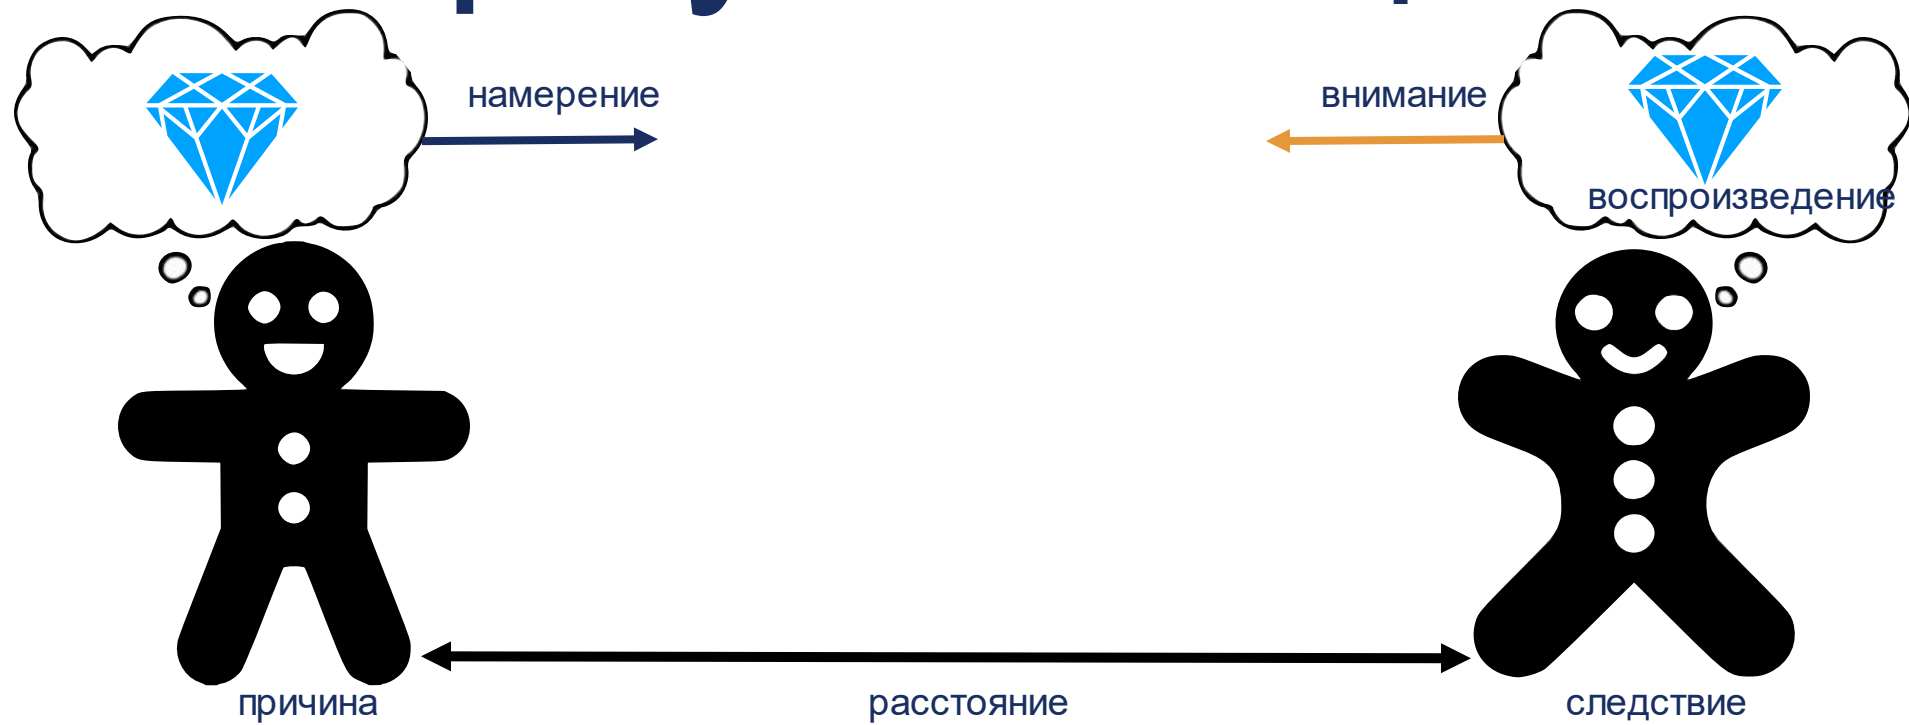 намерение
внимание
воспроизведение
причина
расстояние
следствие